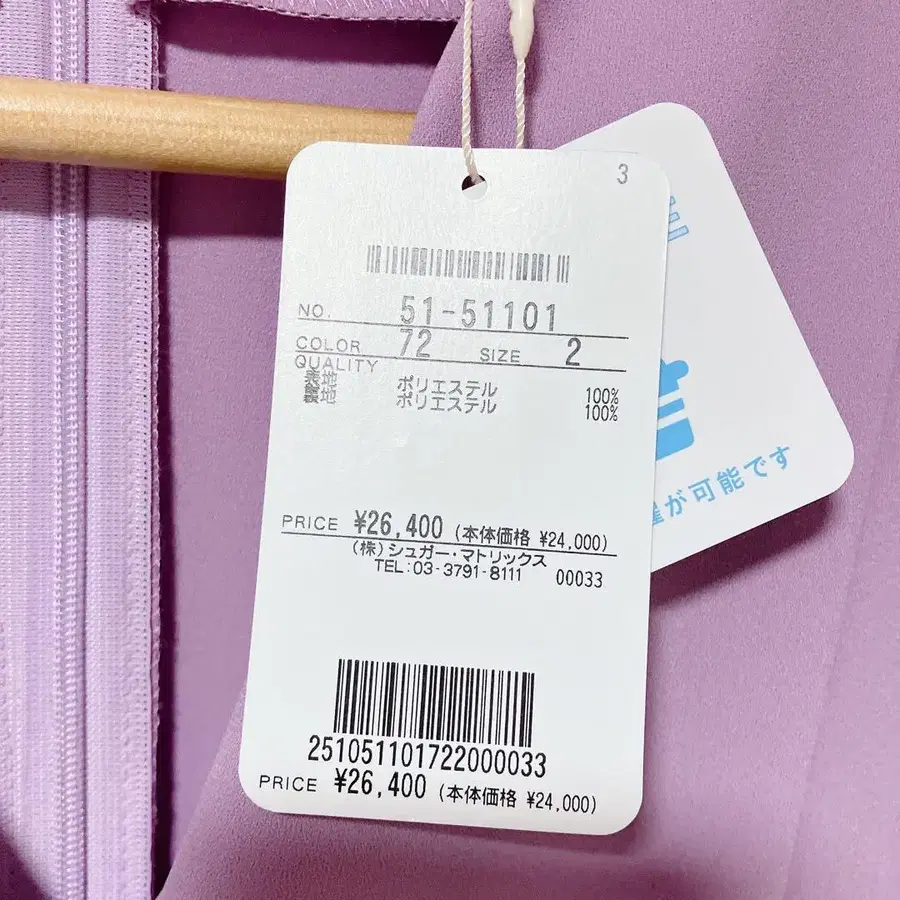 3
NO. 51-51101
COLOR 72 SIZE 2
QUALITY
表地 ポリエステル 100%
裏地 ポリエステル 100%
PRICE ¥26,400 (本体価格 ¥24,000)
(株)シュガー・マトリックス
TEL:03-3791-8111 00033
251051101722000033
PRICE ¥26,400 (本体価格 ¥24,000)
が可能です